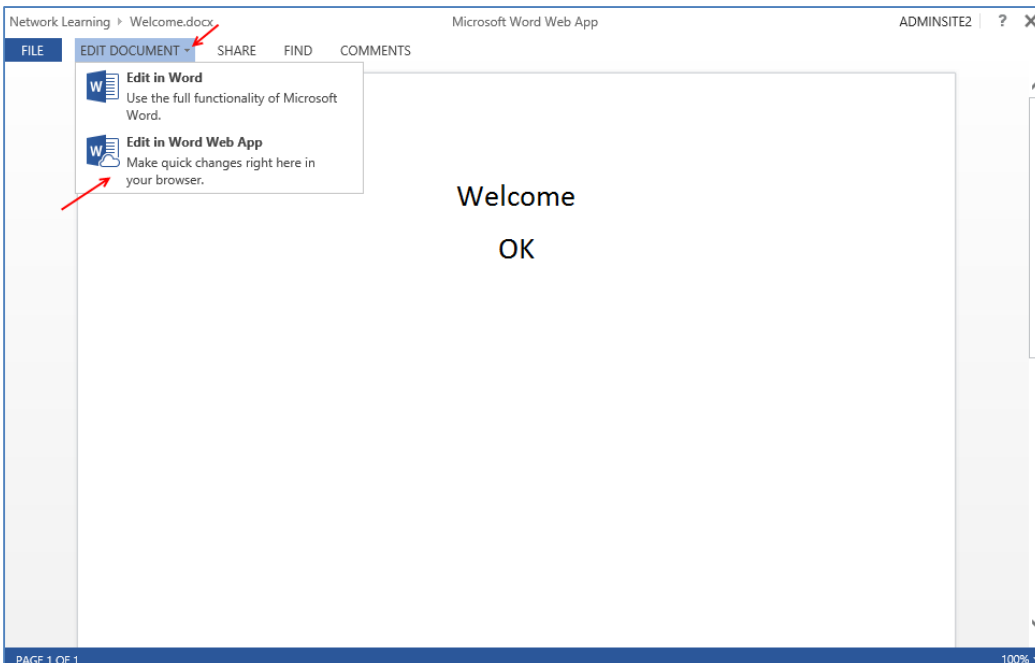 Network Learning ▸ Welcome.docx Microsoft Word Web App ADMINSITE2 ? X
FILE EDIT DOCUMENT SHARE FIND COMMENTS
Edit in Word
Use the full functionality of Microsoft
Word.
Edit in Word Web App
Make quick changes right here in
your browser.
Welcome
OK
PAGE 1 OF 1 100%